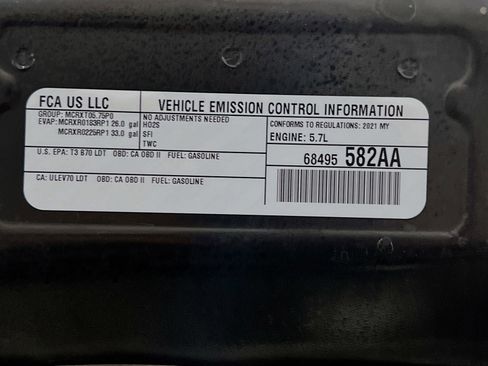 FCA US LLC
VEHICLE EMISSION CONTROL INFORMATION
GROUP: MCRXT05.75P0
EVAP: MCRXR0183RP1 26.0 gal
MCRXR0225RP1 33.0 gal
NO ADJUSTMENTS NEEDED
HO2S
SFI
TWC
CONFORMS TO REGULATIONS: 2021 MY
ENGINE: 5.7L
U.S. EPA: T3 B70 LDT OBD: CA OBD II FUEL: GASOLINE
68495 582AA
CA: ULEV70 LDT OBD: CA OBD II FUEL: GASOLINE